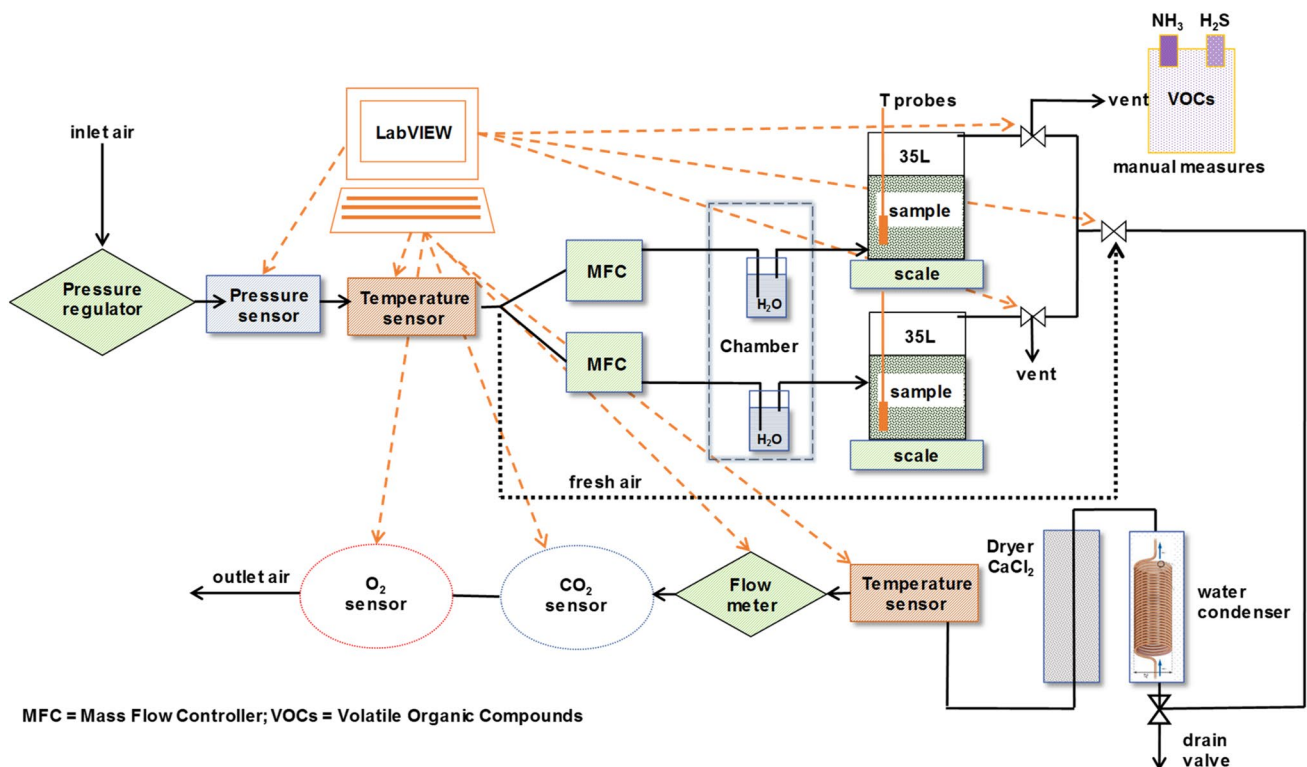 NH₃
H₂S
VOCs
vent
manual measures
T probes
inlet air
LabVIEW
35L
sample
scale
Pressure
regulator
Pressure
sensor
Temperature
sensor
MFC
MFC
H₂O
Chamber
H₂O
35L
sample
scale
vent
fresh air
outlet air
O₂
sensor
CO₂
sensor
Flow
meter
Temperature
sensor
Dryer
CaCl₂
water
condenser
drain
valve
MFC = Mass Flow Controller; VOCs = Volatile Organic Compounds